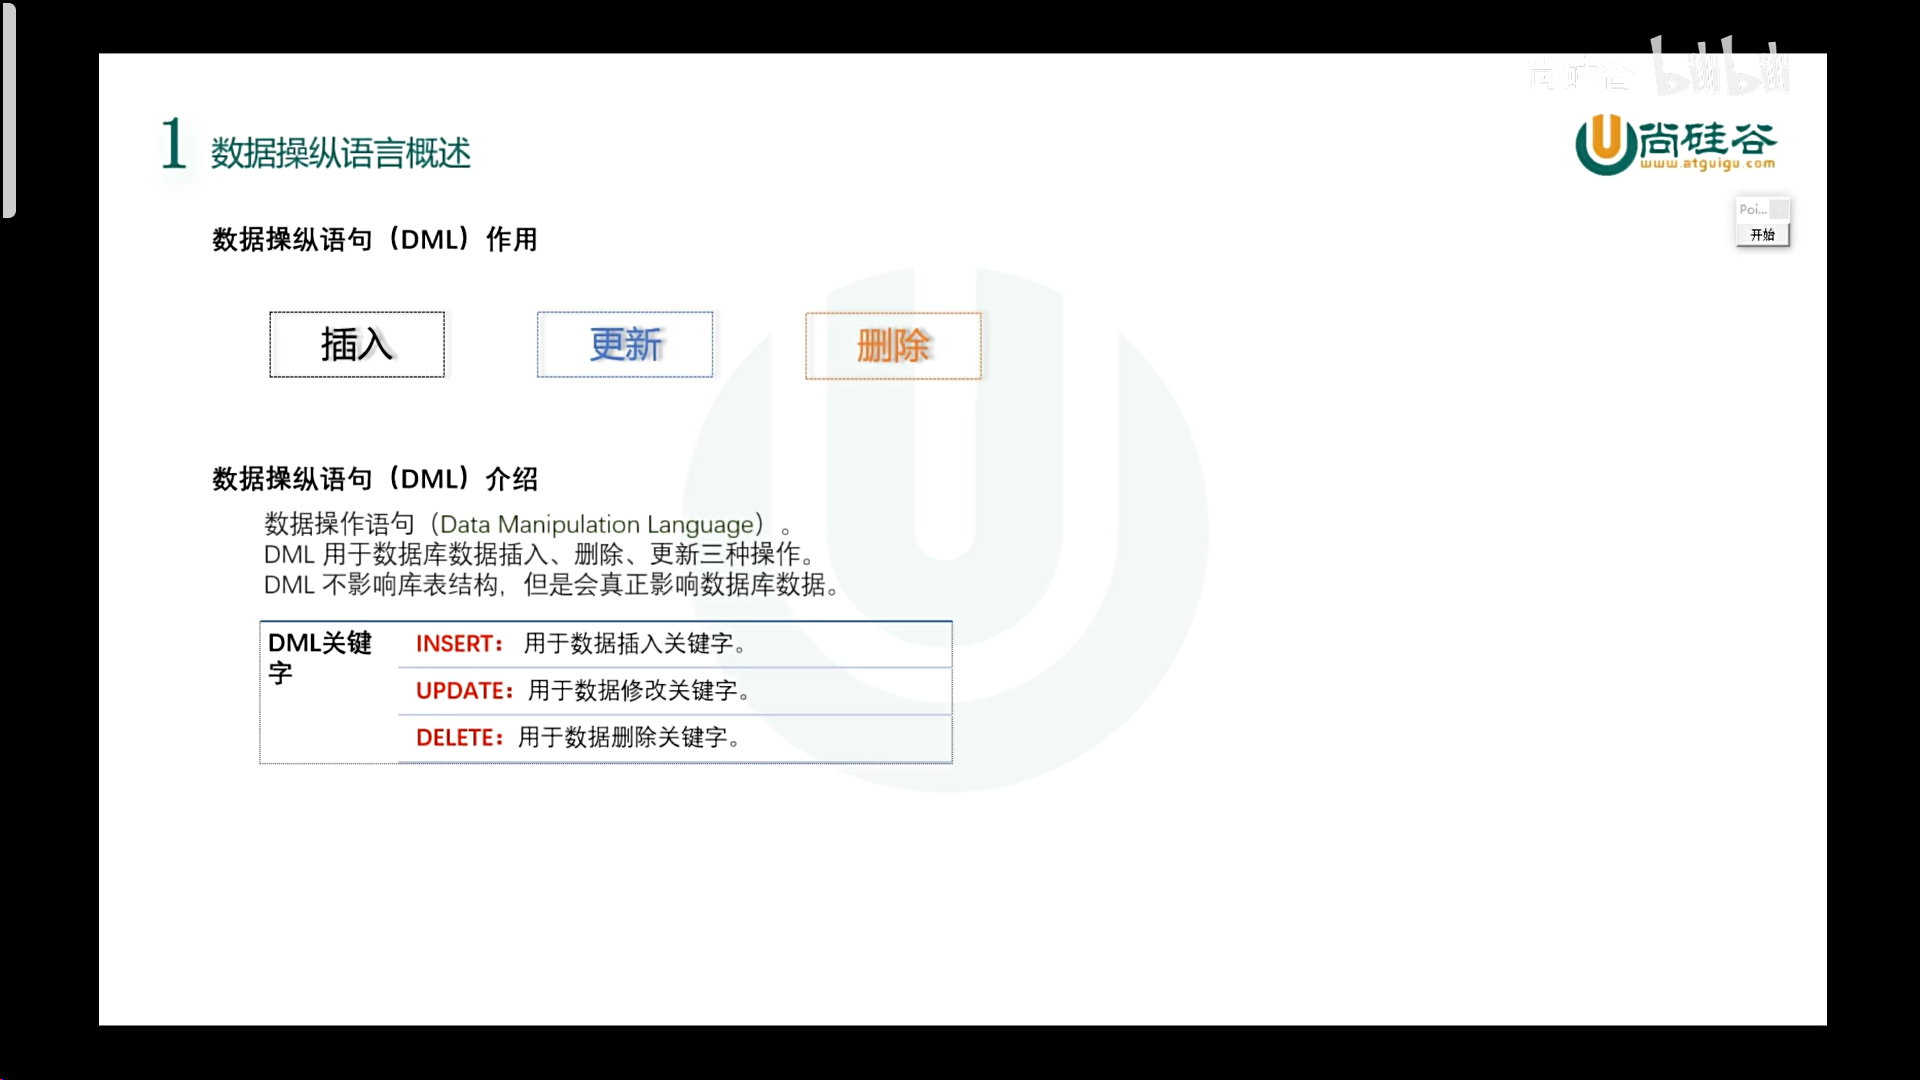 尚硅谷 bilibili
1 数据操纵语言概述
尚硅谷
www.atguigu.com
Poi...
开始
数据操纵语句（DML）作用
插入 更新 删除
数据操纵语句（DML）介绍
数据操作语句（Data Manipulation Language）。
DML 用于数据库数据插入、删除、更新三种操作。
DML 不影响库表结构，但是会真正影响数据库数据。
DML关键
字
INSERT： 用于数据插入关键字。
UPDATE：用于数据修改关键字。
DELETE：用于数据删除关键字。